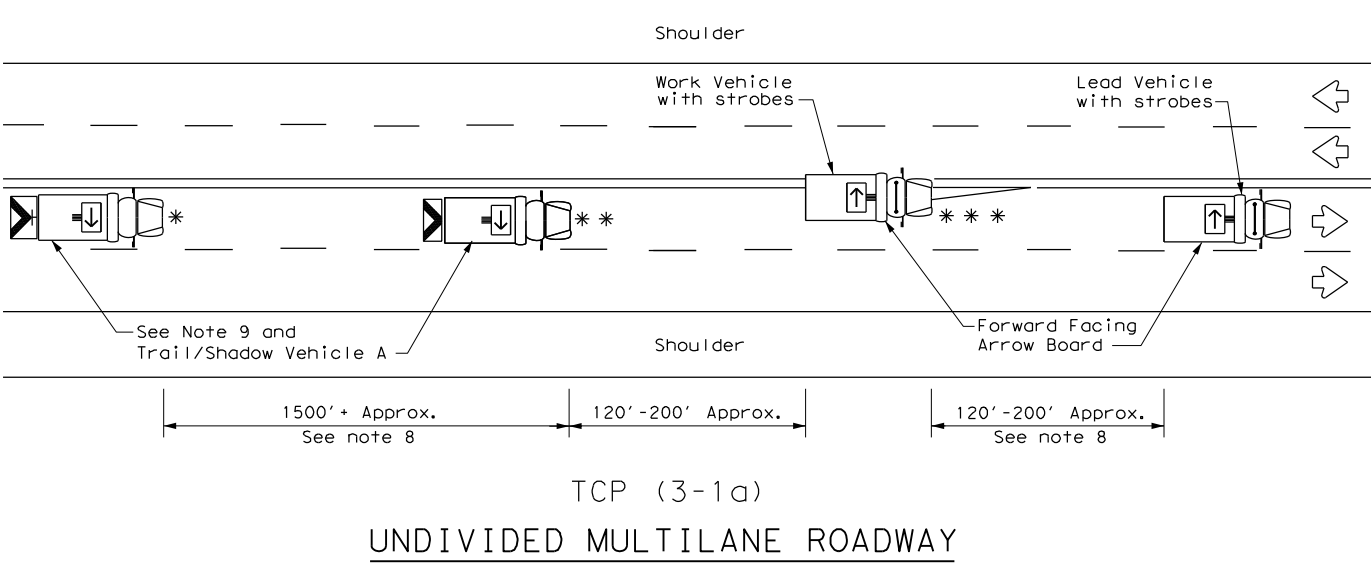 Shoulder
Work Vehicle
with strobes
Lead Vehicle
with strobes
*
* *
* * *
See Note 9 and
Trail/Shadow Vehicle A
Shoulder
Forward Facing
Arrow Board
1500'+ Approx.
See note 8
120'-200' Approx.
120'-200' Approx.
See note 8
TCP (3-1a)
UNDIVIDED MULTILANE ROADWAY